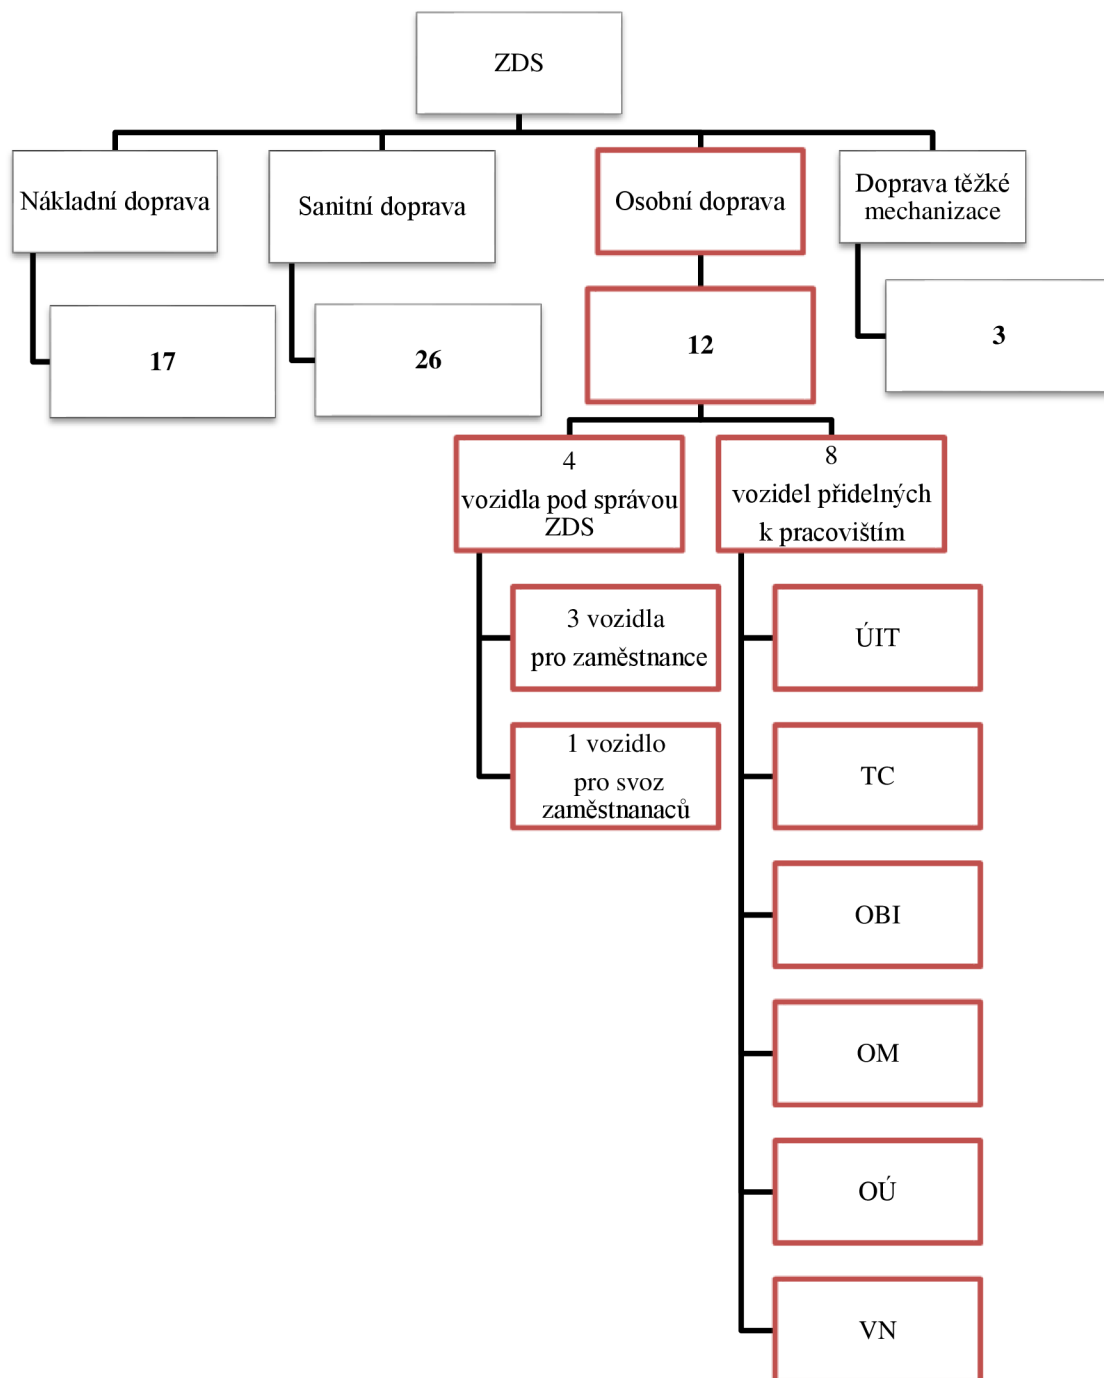 ZDS
Nákladní doprava
Sanitní doprava
Osobní doprava
Doprava těžké
mechanizace
17
26
12
3
4
vozidla pod správou
ZDS
8
vozidel přidelných
k pracovištím
3 vozidla
pro zaměstnance
1 vozidlo
pro svoz
zaměstnanaců
ÚIT
TC
OBI
OM
OÚ
VN